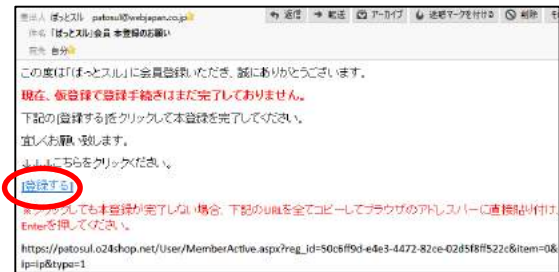 差出人 ぱっとスル patosul@webjapan.co.jp 返信 転送 アーカイブ 迷惑マークを付ける 削除
件名 「ぱっとスル」会員 本登録のお願い
宛先 自分
この度は「ぱっとスル」に会員登録いただき、誠にありがとうございます。
現在、仮登録で登録手続きはまだ完了しておりません。
下記の[登録する]をクリックして本登録を完了してください。
宜しくお願い致します。
↓↓↓こちらをクリックください。
[登録する]
※クリックしても本登録が完了しない場合、下記のURLを全てコピーしてブラウザのアドレスバーに直接貼り付け、
Enterを押してください。
https://patosul.o24shop.net/User/MemberActive.aspx?reg_id=50c6ff9d-e4e3-4472-82ce-02d5f8ff522c&item=0&
ip=ip&type=1